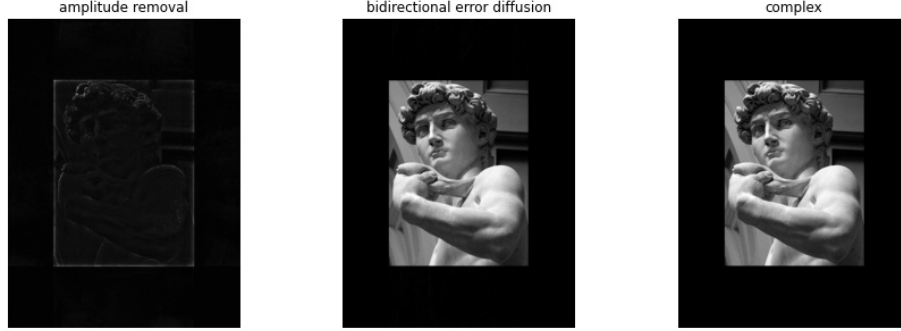 amplitude removal
bidirectional error diffusion
complex